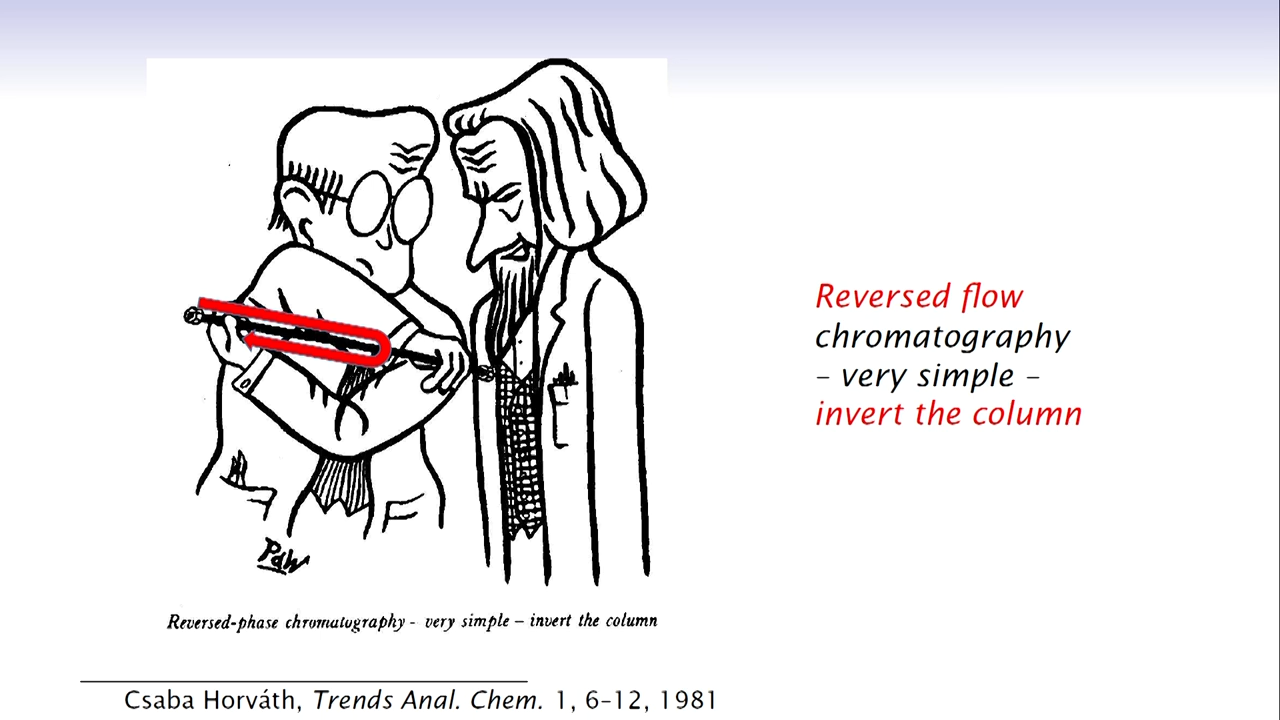 Reversed flow
chromatography
– very simple –
invert the column
Paw
Reversed-phase chromatography - very simple – invert the column
Csaba Horváth, Trends Anal. Chem. 1, 6–12, 1981